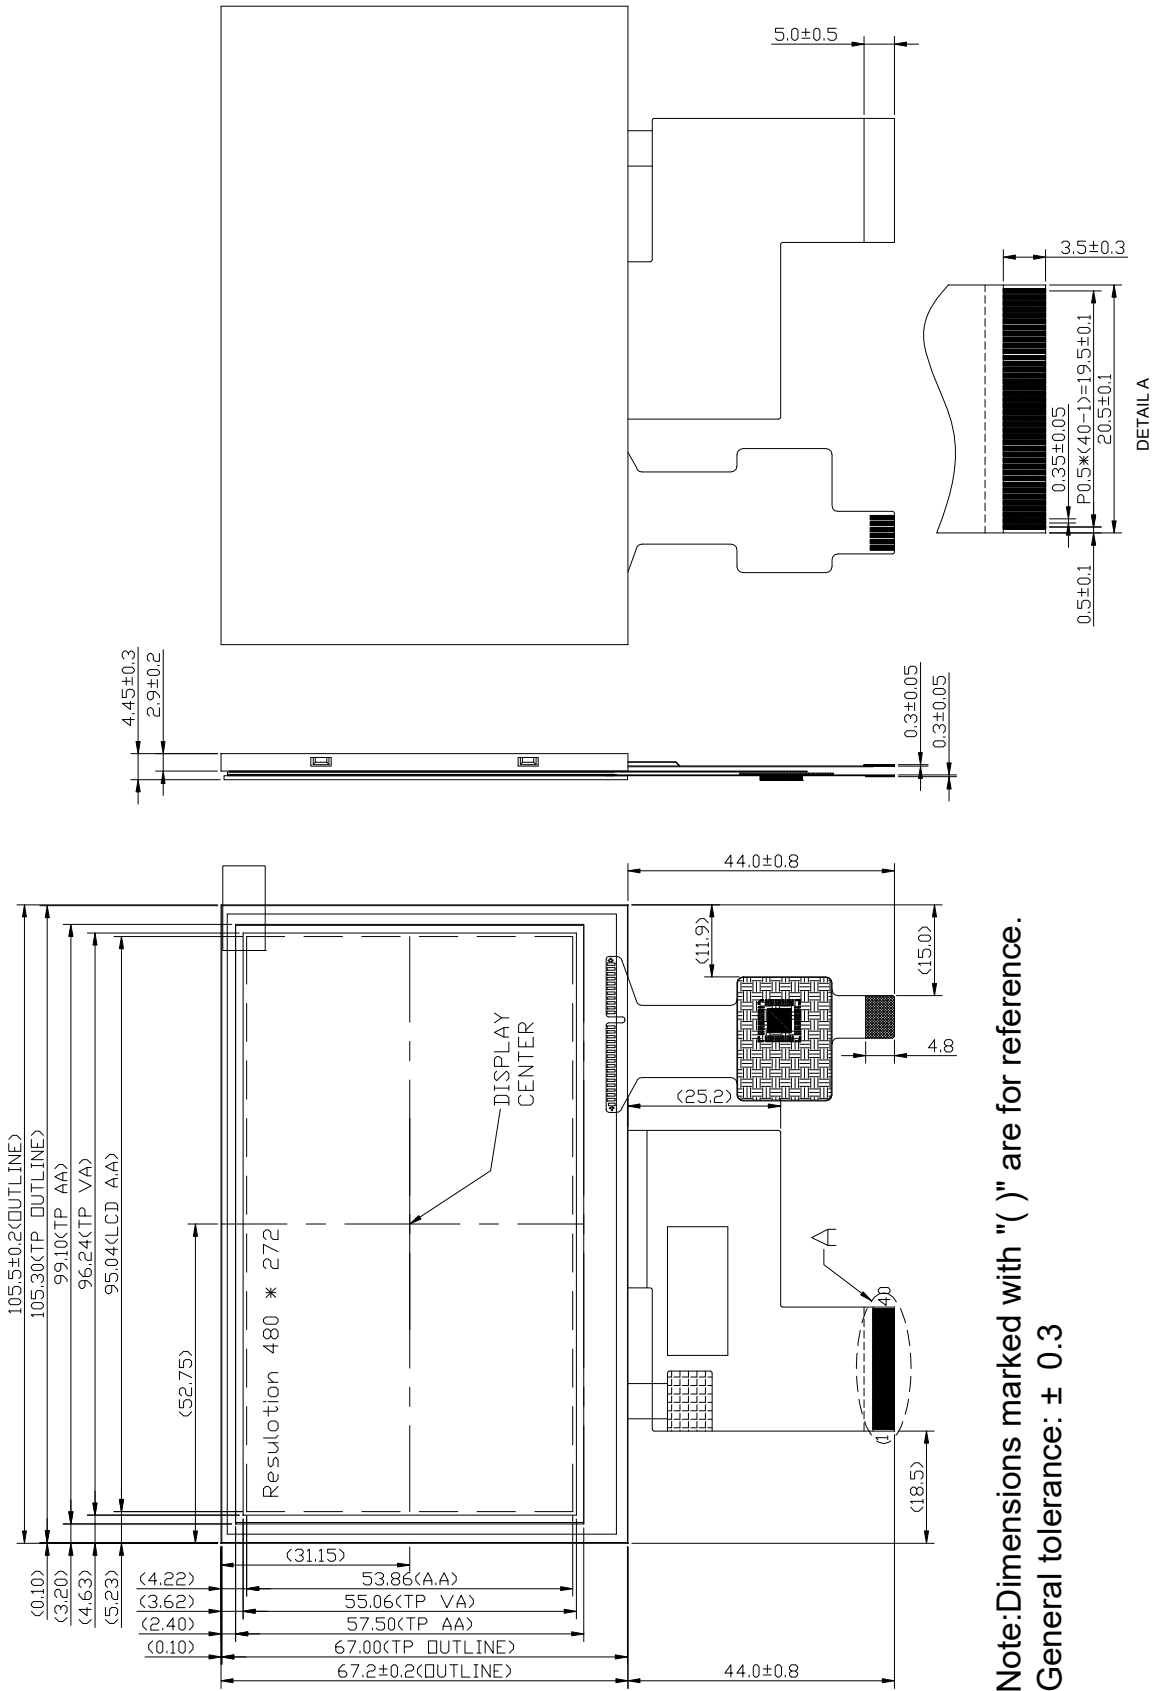 5.0±0.5
3.5±0.3
0.35±0.05
P0.5*(40-1)=19.5±0.1
20.5±0.1
0.5±0.1
DETAIL A
4.45±0.3
2.9±0.2
0.3±0.05
0.3±0.05
44.0±0.8
(11.9)
(15.0)
4.8
(25.2)
105.5±0.2(OUTLINE)
105.30(TP OUTLINE)
99.10(TP AA)
96.24(TP VA)
95.04(LCD A.A)
(52.75)
Resulotion 480 * 272
DISPLAY
CENTER
A
40
1
(18.5)
(0.10)
(3.20)
(4.63)
(5.23)
(31.15)
(4.22)
53.86(A.A)
(3.62)
55.06(TP VA)
(2.40)
57.50(TP AA)
(0.10)
67.00(TP OUTLINE)
67.2±0.2(OUTLINE)
44.0±0.8
Note:Dimensions marked with "( )" are for reference.
General tolerance: ± 0.3